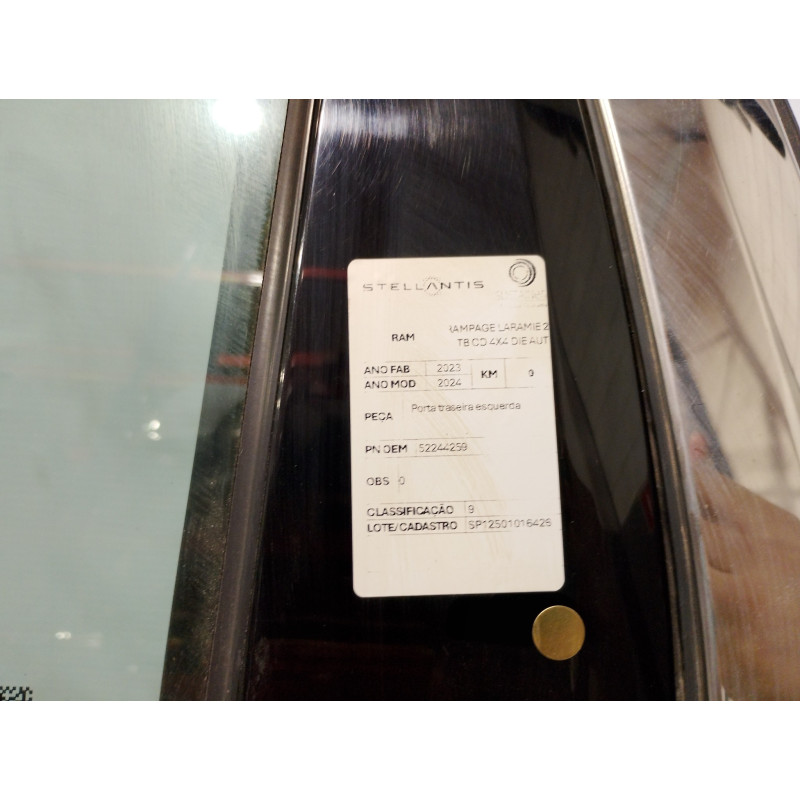 STELLANTIS
RAM
RAMPAGE LARAMIE 2
TB CD 4X4 DIE AUT
ANO FAB 2023
ANO MOD 2024
KM 9
PEÇA Porta traseira esquerda
PN OEM 52244259
OBS 0
CLASSIFICAÇÃO 9
LOTE/CADASTRO SP12501016426